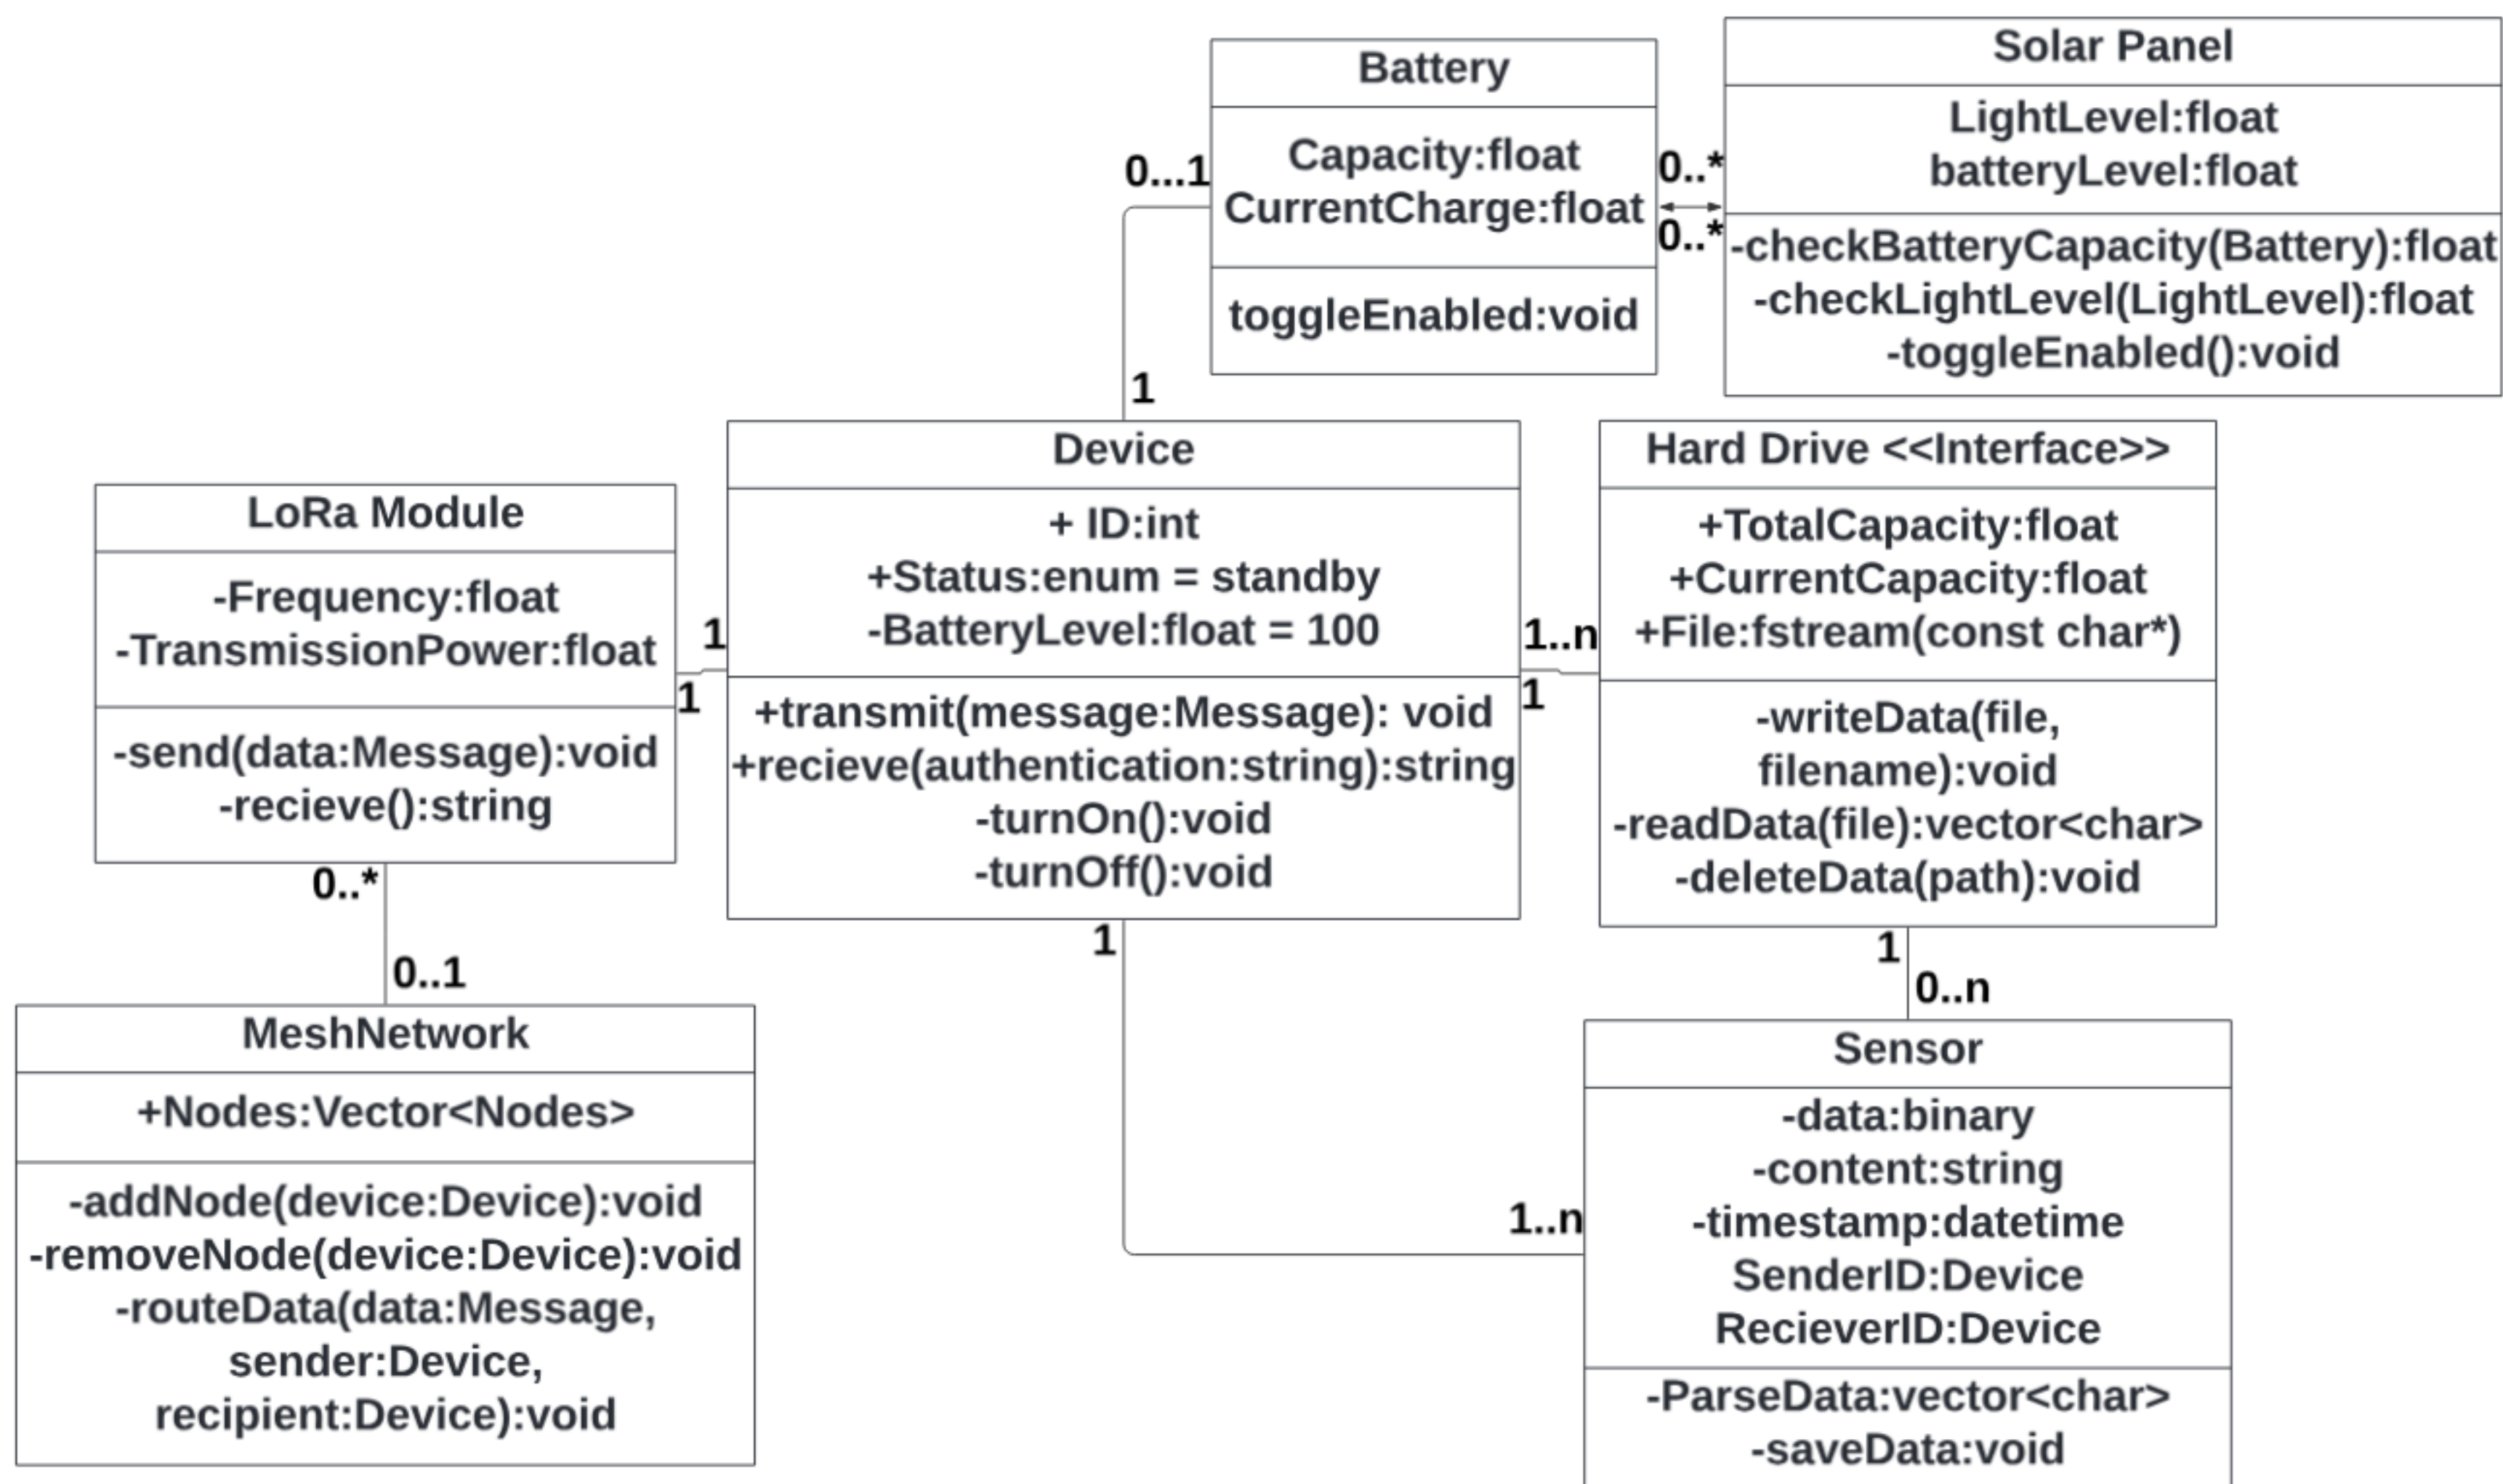 Battery
Capacity:float
CurrentCharge:float
toggleEnabled:void
Solar Panel
LightLevel:float
batteryLevel:float
-checkBatteryCapacity(Battery):float
-checkLightLevel(LightLevel):float
-toggleEnabled():void
0...1
0..*
0..*
1
Device
+ ID:int
+Status:enum = standby
-BatteryLevel:float = 100
+transmit(message:Message): void
+recieve(authentication:string):string
-turnOn():void
-turnOff():void
Hard Drive <<Interface>>
+TotalCapacity:float
+CurrentCapacity:float
+File:fstream(const char*)
-writeData(file,
filename):void
-readData(file):vector<char>
-deleteData(path):void
LoRa Module
-Frequency:float
-TransmissionPower:float
-send(data:Message):void
-recieve():string
1
1
1..n
1
0..*
0..1
1
1..n
1
0..n
MeshNetwork
+Nodes:Vector<Nodes>
-addNode(device:Device):void
-removeNode(device:Device):void
-routeData(data:Message,
sender:Device,
recipient:Device):void
Sensor
-data:binary
-content:string
-timestamp:datetime
SenderID:Device
RecieverID:Device
-ParseData:vector<char>
-saveData:void